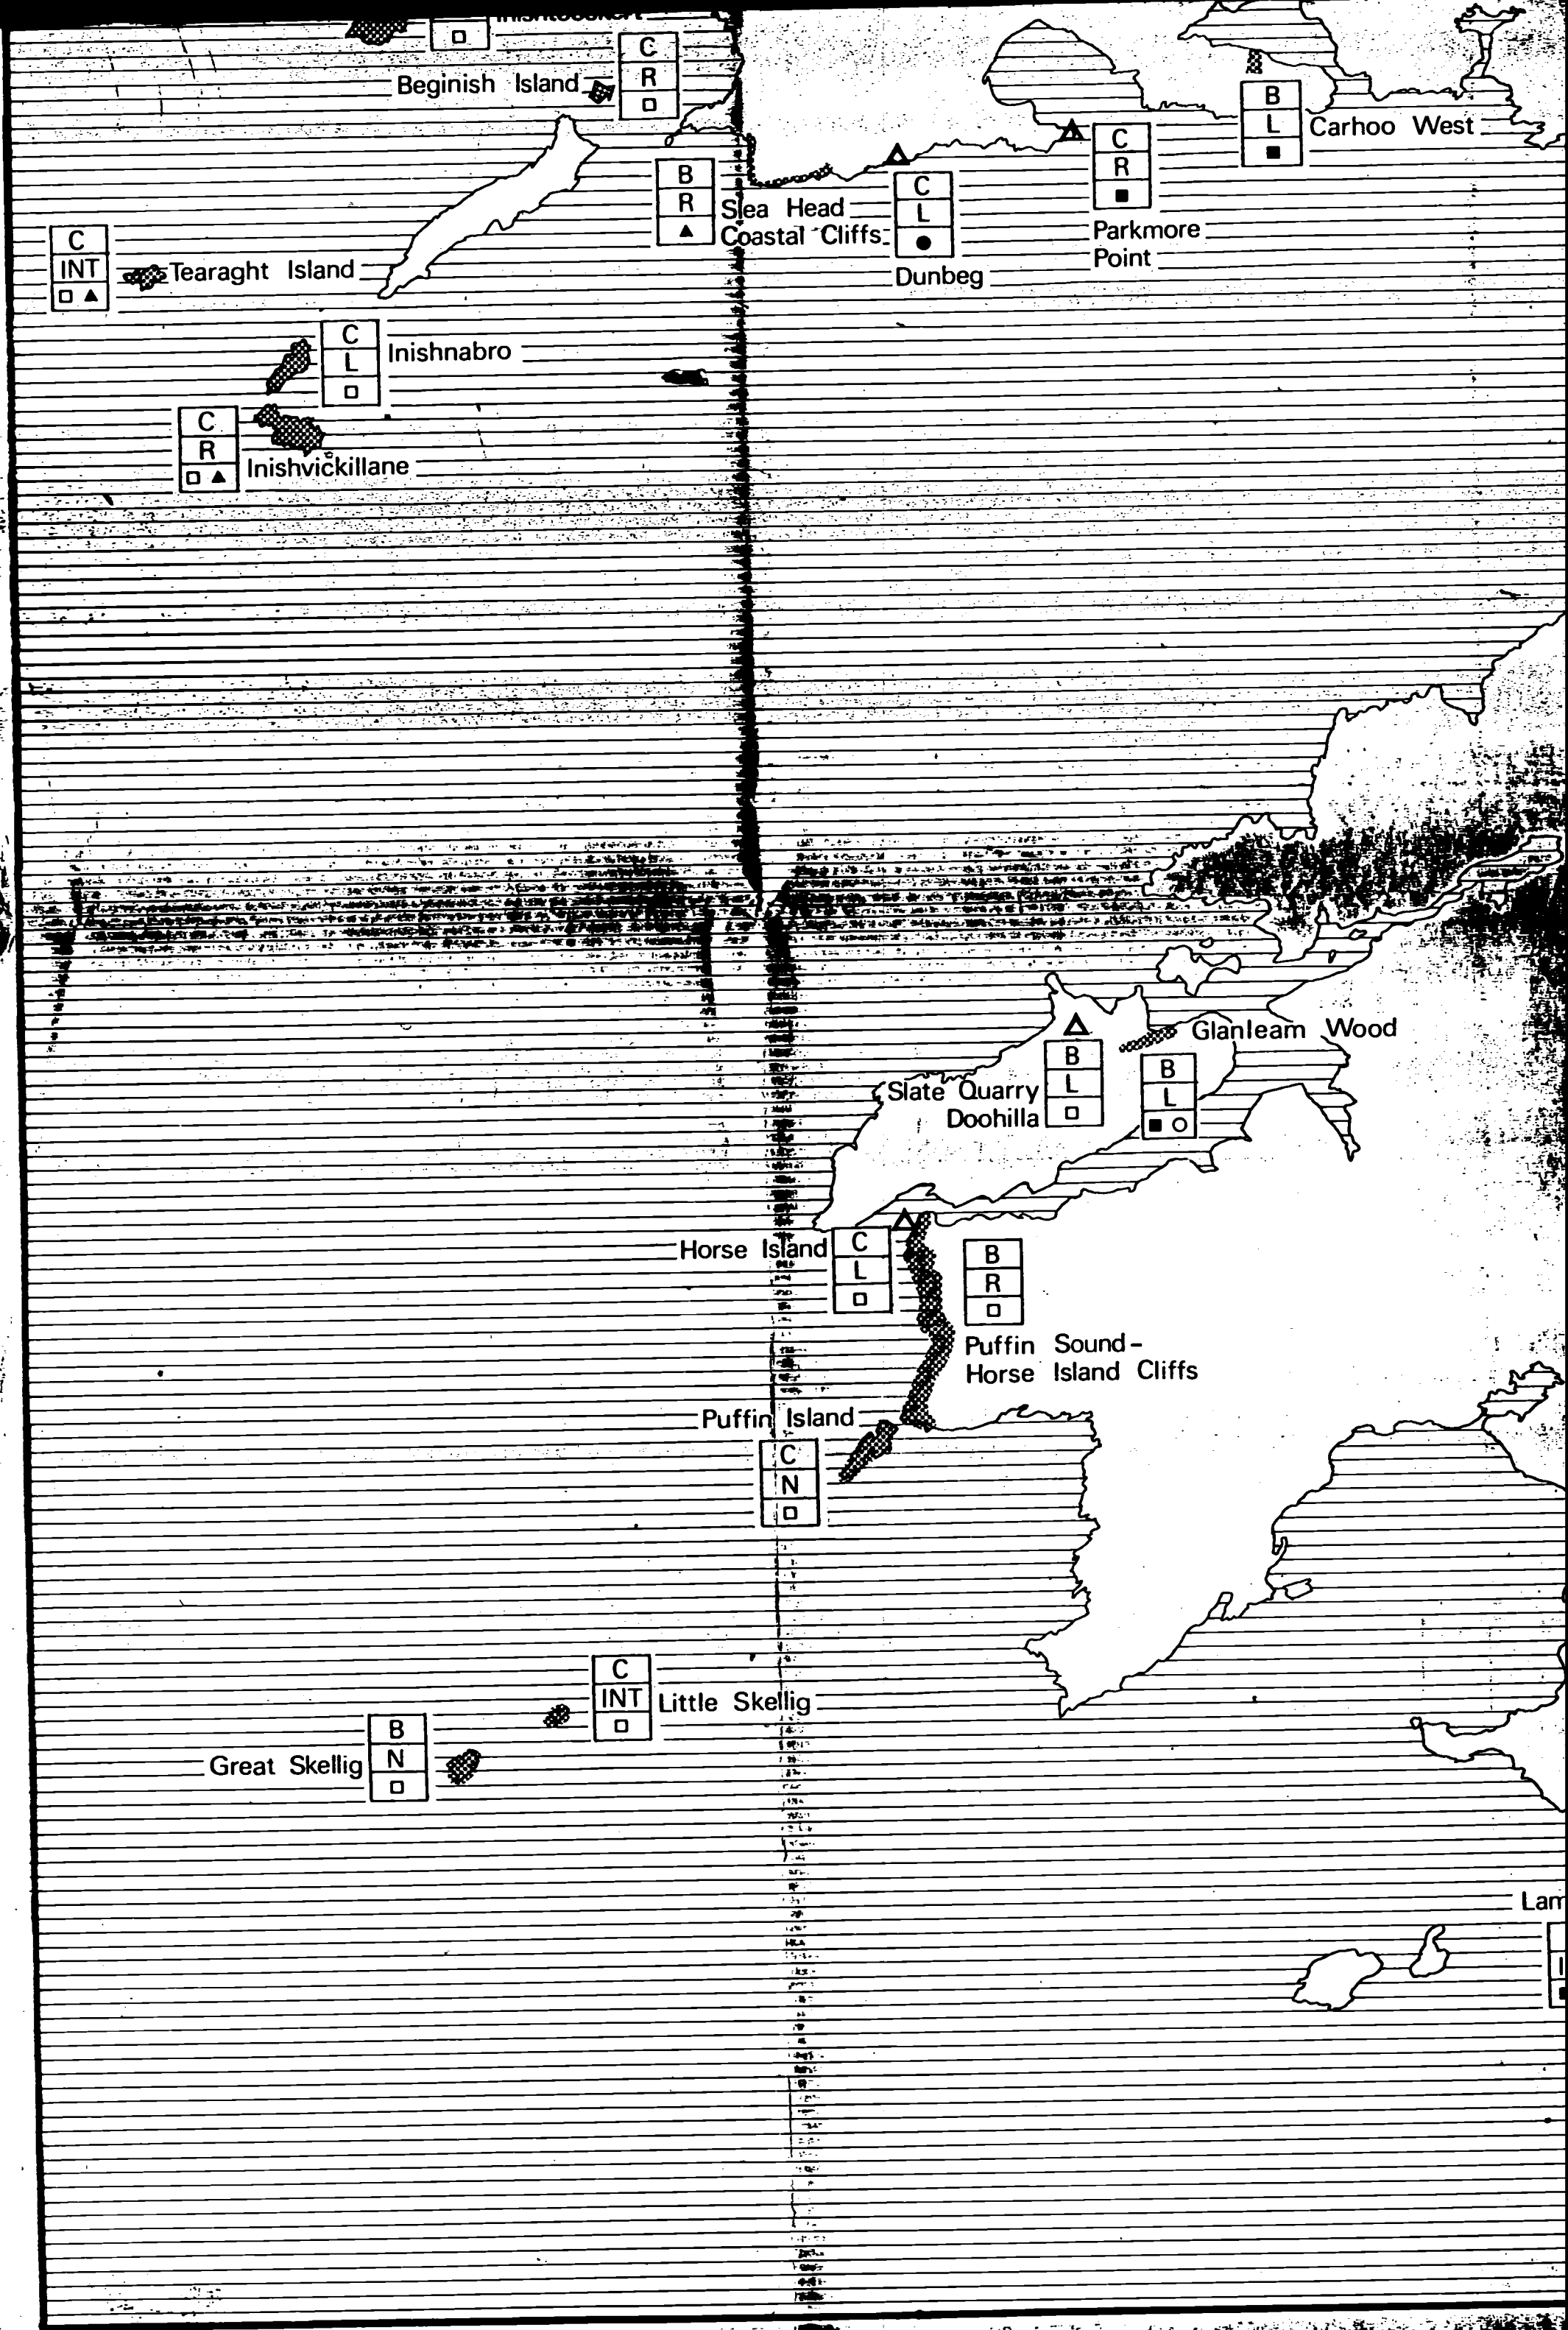 Beginish Island
C
R
B
L
Carhoo West
C
R
Parkmore
Point
B
R
Slea Head
Coastal Cliffs
C
L
Dunbeg
C
INT
Tearaght Island
C
L
Inishnabro
C
R
Inishvickillane
Glanleam Wood
B
L
Slate Quarry
Doohilla
B
L
Horse Island
C
L
B
R
Puffin Sound-
Horse Island Cliffs
Puffin Island
C
N
C
INT
Little Skellig
B
N
Great Skellig
Lam